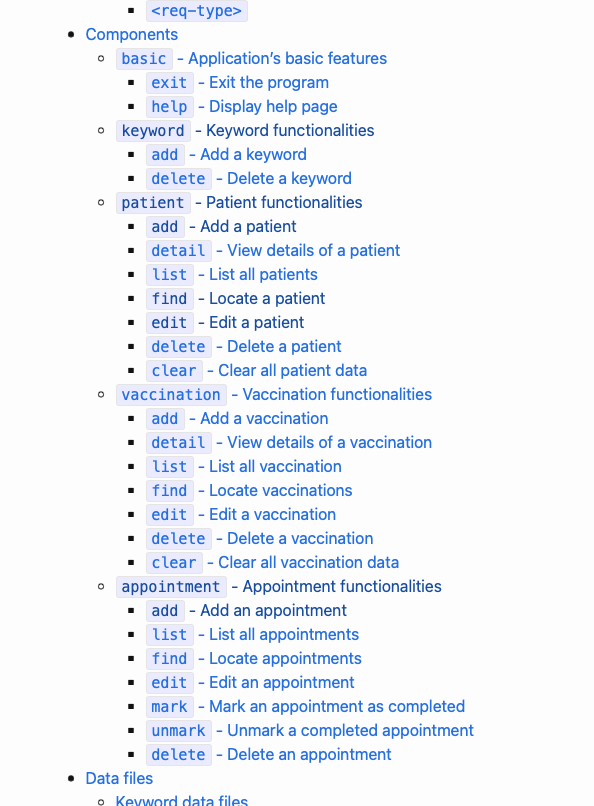 <req-type>
Components
basic - Application's basic features
exit - Exit the program
help - Display help page
keyword - Keyword functionalities
add - Add a keyword
delete - Delete a keyword
patient - Patient functionalities
add - Add a patient
detail - View details of a patient
list - List all patients
find - Locate a patient
edit - Edit a patient
delete - Delete a patient
clear - Clear all patient data
vaccination - Vaccination functionalities
add - Add a vaccination
detail - View details of a vaccination
list - List all vaccination
find - Locate vaccinations
edit - Edit a vaccination
delete - Delete a vaccination
clear - Clear all vaccination data
appointment - Appointment functionalities
add - Add an appointment
list - List all appointments
find - Locate appointments
edit - Edit an appointment
mark - Mark an appointment as completed
unmark - Unmark a completed appointment
delete - Delete an appointment
Data files
Keyword data files